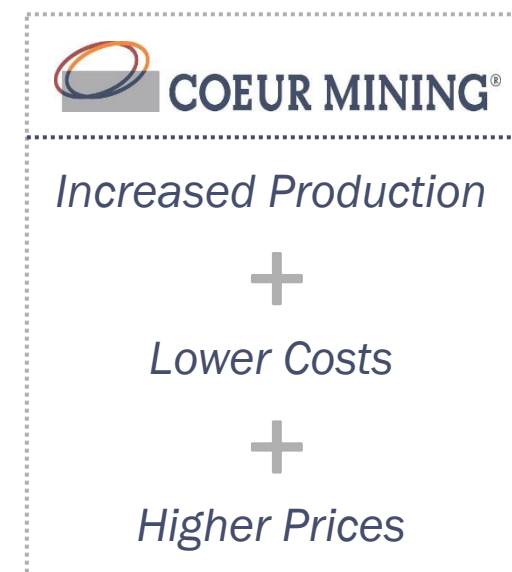 COEUR MINING®
Increased Production
+
Lower Costs
+
Higher Prices